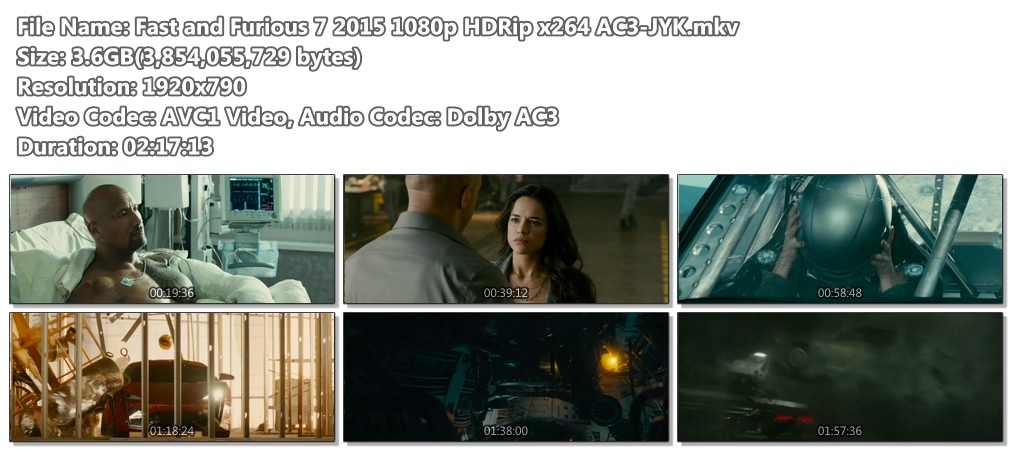 File Name: Fast and Furious 7 2015 1080p HDRip x264 AC3-JYK.mkv
Size: 3.6GB(3,854,055,729 bytes)
Resolution: 1920x790
Video Codec: AVC1 Video, Audio Codec: Dolby AC3
Duration: 02:17:13
00:19:36
00:39:12
00:58:48
01:18:24
01:38:00
01:57:36